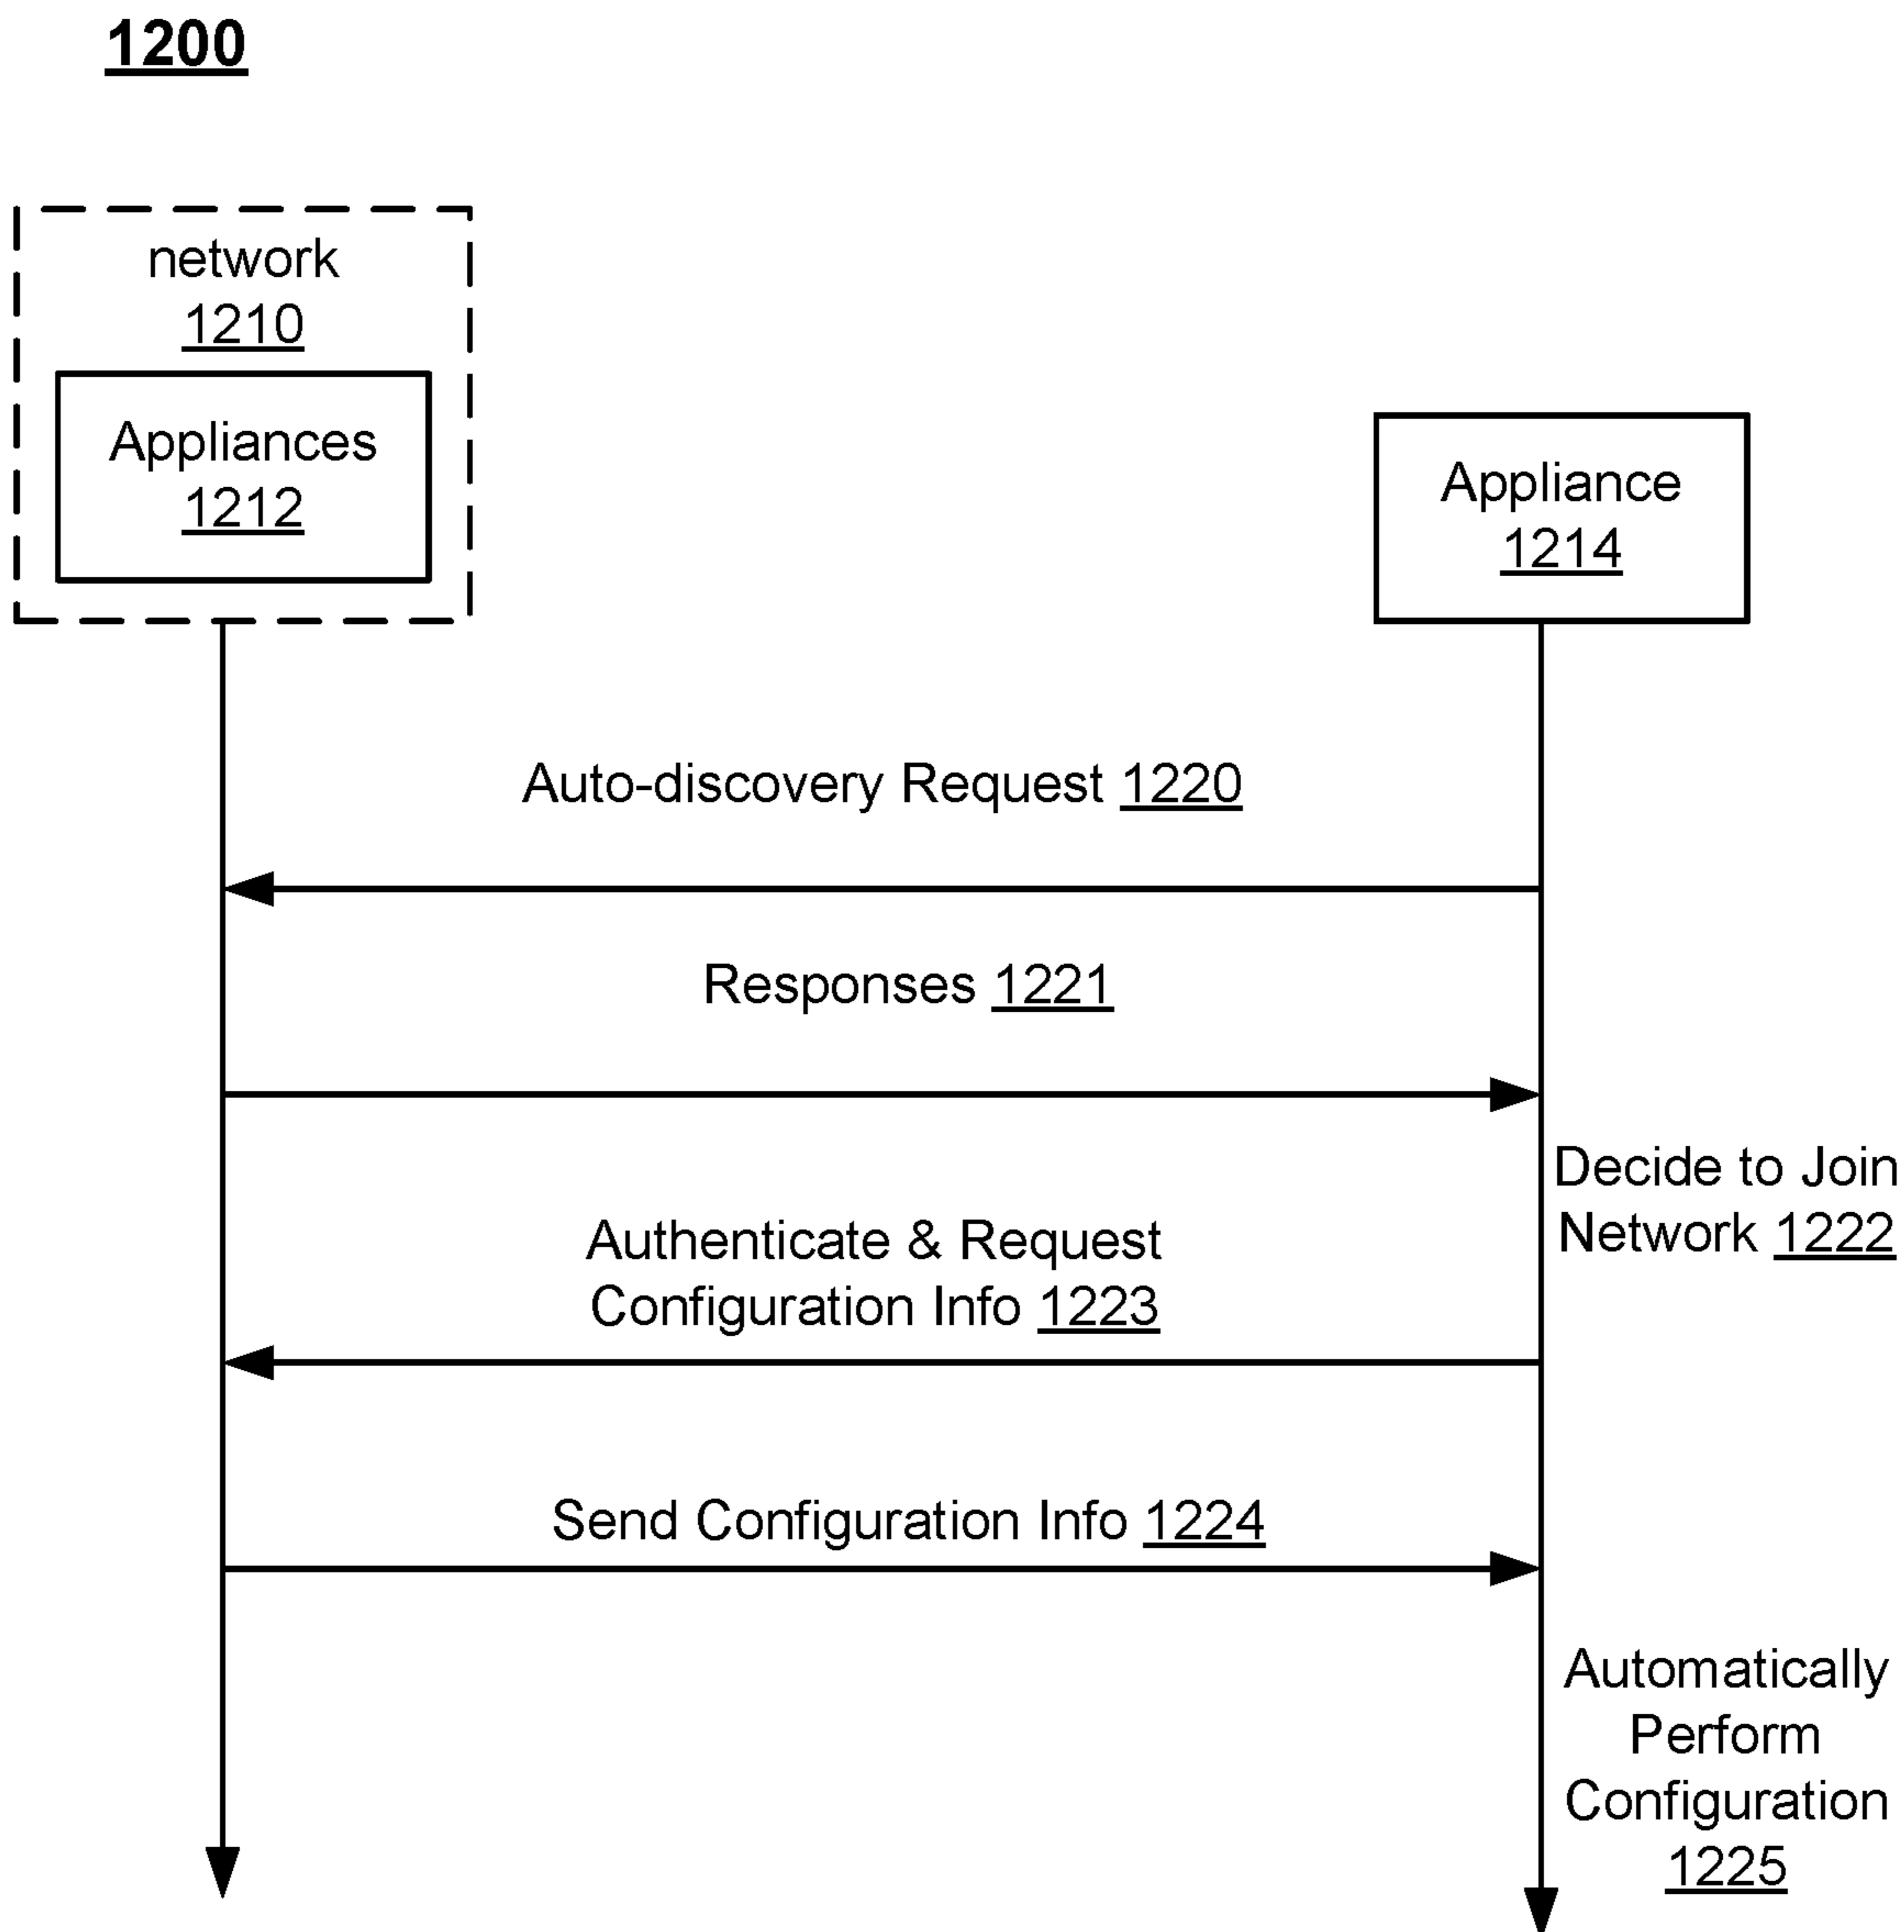 1200
network
1210
Appliances
1212
Appliance
1214
Auto-discovery Request 1220
Responses 1221
Decide to Join
Network 1222
Authenticate & Request
Configuration Info 1223
Send Configuration Info 1224
Automatically
Perform
Configuration
1225